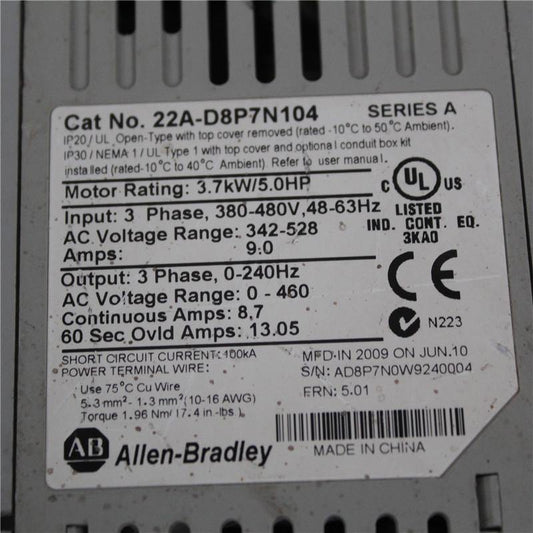 Cat No. 22A-D8P7N104 SERIES A
IP20/UL Open-Type with top cover removed (rated -10°C to 50°C Ambient).
IP30/NEMA 1/UL Type 1 with top cover and optional conduit box kit
installed (rated-10°C to 40°C Ambient). Refer to user manual.
Motor Rating: 3.7kW/5.0HP
Input: 3 Phase, 380-480V,48-63Hz
AC Voltage Range: 342-528
Amps: 9.0
Output: 3 Phase, 0-240Hz
AC Voltage Range: 0 - 460
Continuous Amps: 8,7
60 Sec Ovld Amps: 13.05
C UL US
LISTED
IND. CONT. EQ.
3KA0
CE
N223
SHORT CIRCUIT CURRENT:100kA
POWER TERMINAL WIRE:
Use 75°C Cu Wire
5.3mm² - 1.3mm² (10-16 AWG)
Torque 1.96 Nm(17.4 in-lbs.)
MFD-IN 2009 ON JUN.10
S/N: AD8P7N0W9240004
FRN: 5.01
AB Allen-Bradley
MADE IN CHINA